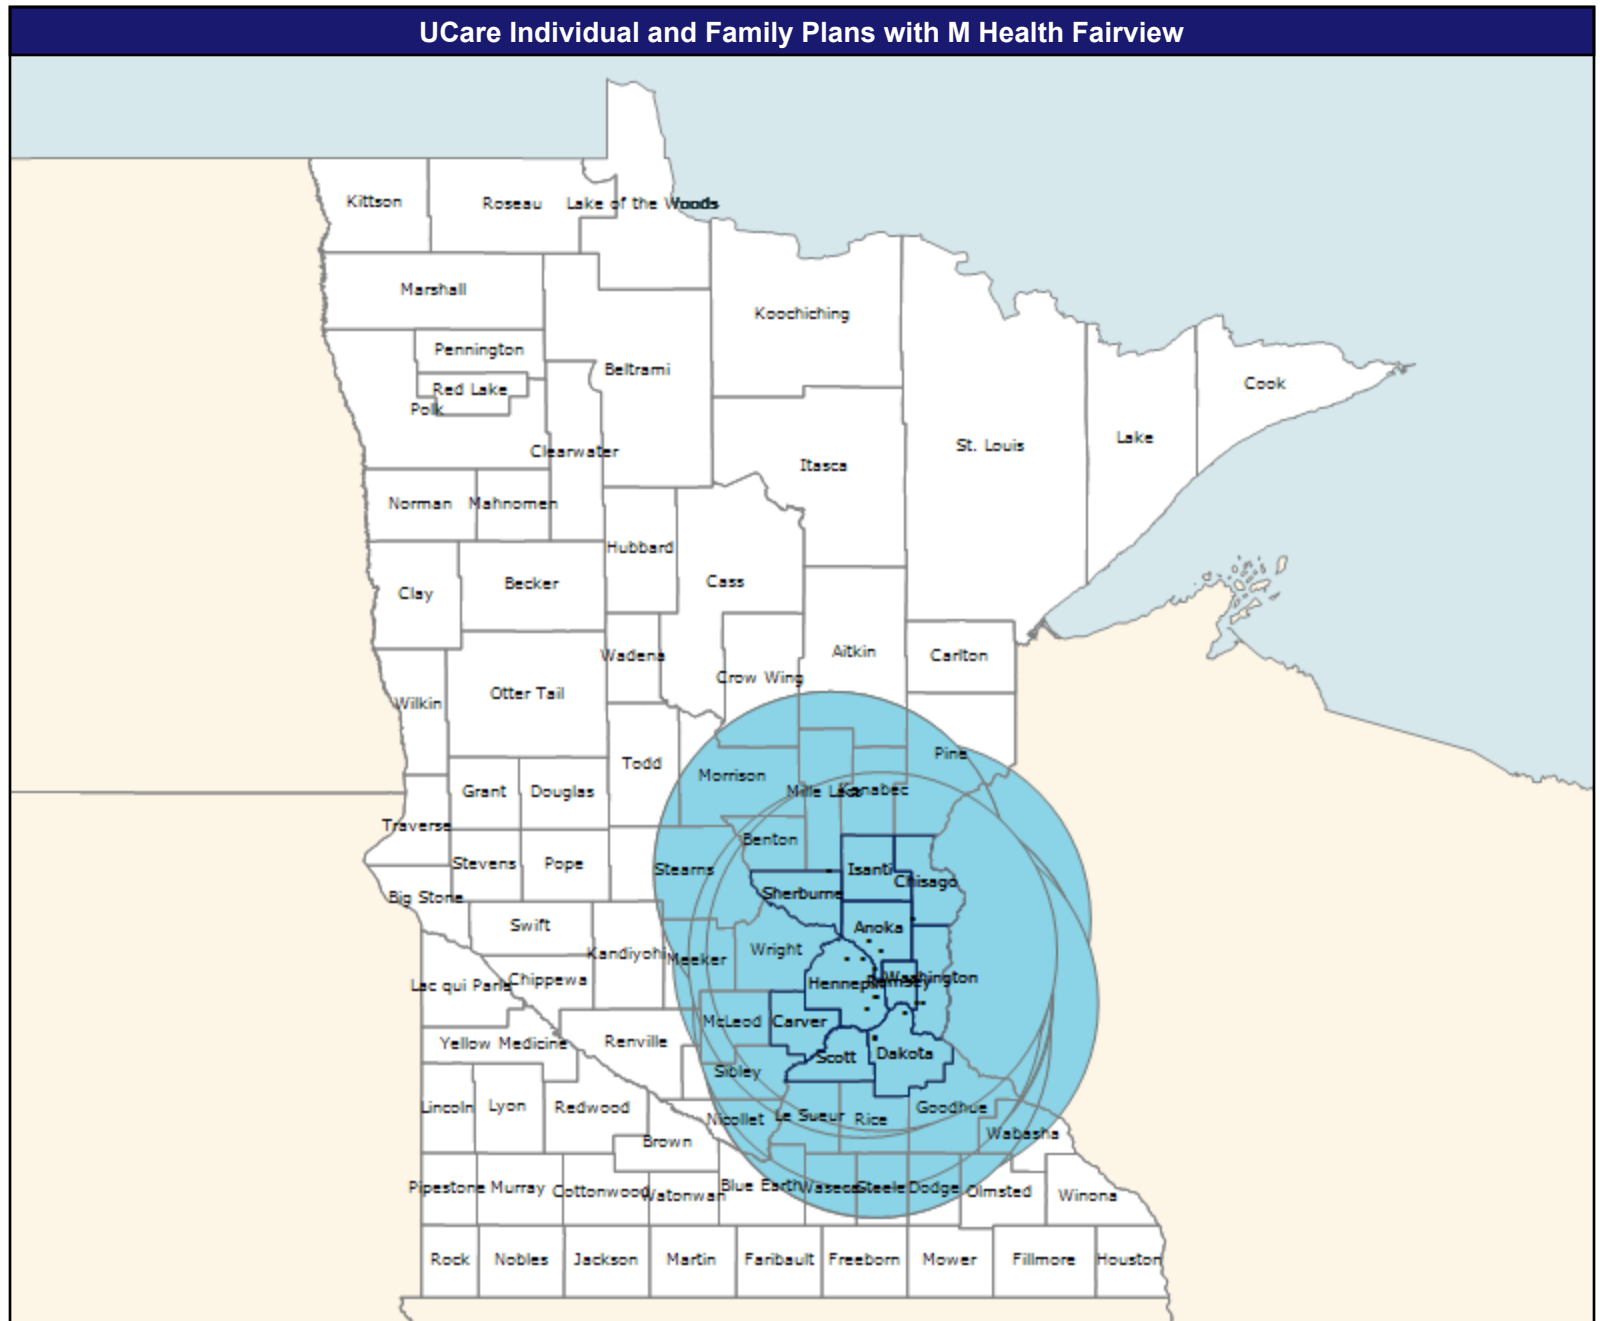 UCare Individual and Family Plans with M Health Fairview
Kittson
Roseau
Lake of the Woods
Marshall
Koochiching
Pennington
Beltrami
Red Lake
Polk
Cook
Lake
St. Louis
Clearwater
Itasca
Norman
Mahnomen
Hubbard
Cass
Becker
Clay
Aitkin
Carlton
Wadena
Crow Wing
Otter Tail
Wilkin
Pine
Todd
Morrison
Mille Lacs
Kanabec
Grant
Douglas
Traverse
Benton
Stevens
Pope
Stearns
Isanti
Chisago
Sherburne
Big Stone
Swift
Anoka
Kandiyohi
Meeker
Wright
Lac qui Parle
Chippewa
Hennepin
Ramsey
Washington
McLeod
Carver
Yellow Medicine
Renville
Scott
Dakota
Sibley
Lincoln
Lyon
Redwood
Nicollet
Le Sueur
Rice
Goodhue
Brown
Wabasha
Pipestone
Murray
Cottonwood
Watonwan
Blue Earth
Waseca
Steele
Dodge
Olmsted
Winona
Rock
Nobles
Jackson
Martin
Faribault
Freeborn
Mower
Fillmore
Houston